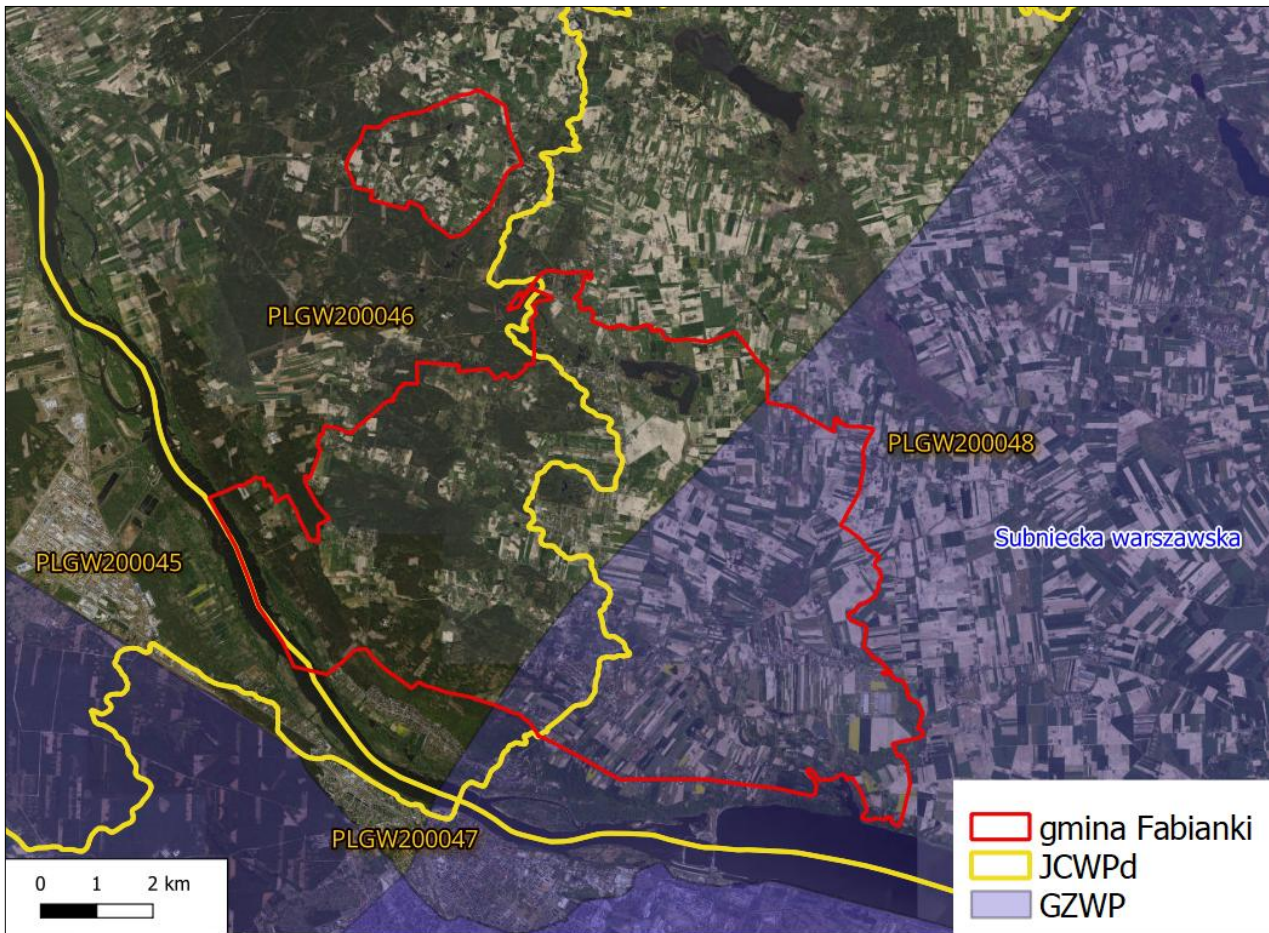 PLGW200046
PLGW200048
Subniecka warszawska
PLGW200045
PLGW200047
0 1 2 km
gmina Fabianki
JCWPd
GZWP